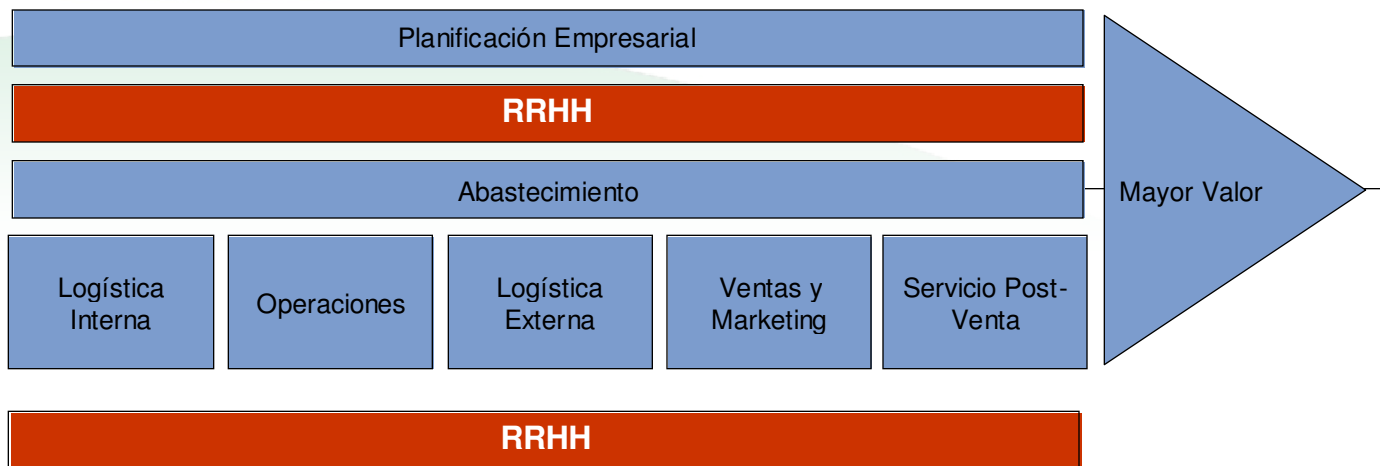 Planificación Empresarial
RRHH
Abastecimiento
Mayor Valor
Logística
Interna
Operaciones
Logística
Externa
Ventas y
Marketing
Servicio Post-
Venta
RRHH